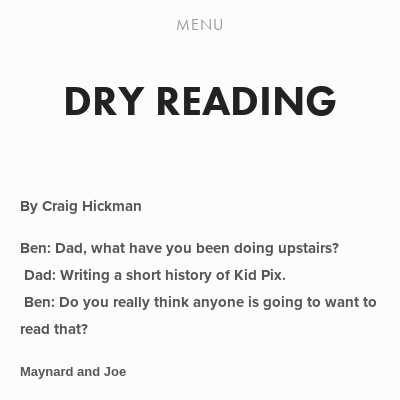 MENU
DRY READING
By Craig Hickman
Ben: Dad, what have you been doing upstairs?
Dad: Writing a short history of Kid Pix.
Ben: Do you really think anyone is going to want to
read that?
Maynard and Joe